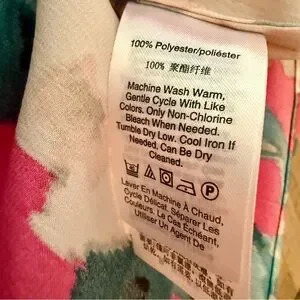 100% Polyester/poliéster
100% 聚酯纤维
Machine Wash Warm,
Gentle Cycle With Like
Colors. Only Non-Chlorine
Bleach When Needed.
Tumble Dry Low. Cool Iron If
Needed. Can Be Dry
Cleaned.
P
Laver En Machine À Chaud,
Cycle Délicat. Séparer Les
Couleurs. Le Cas Échéant,
Utiliser Un Agent De